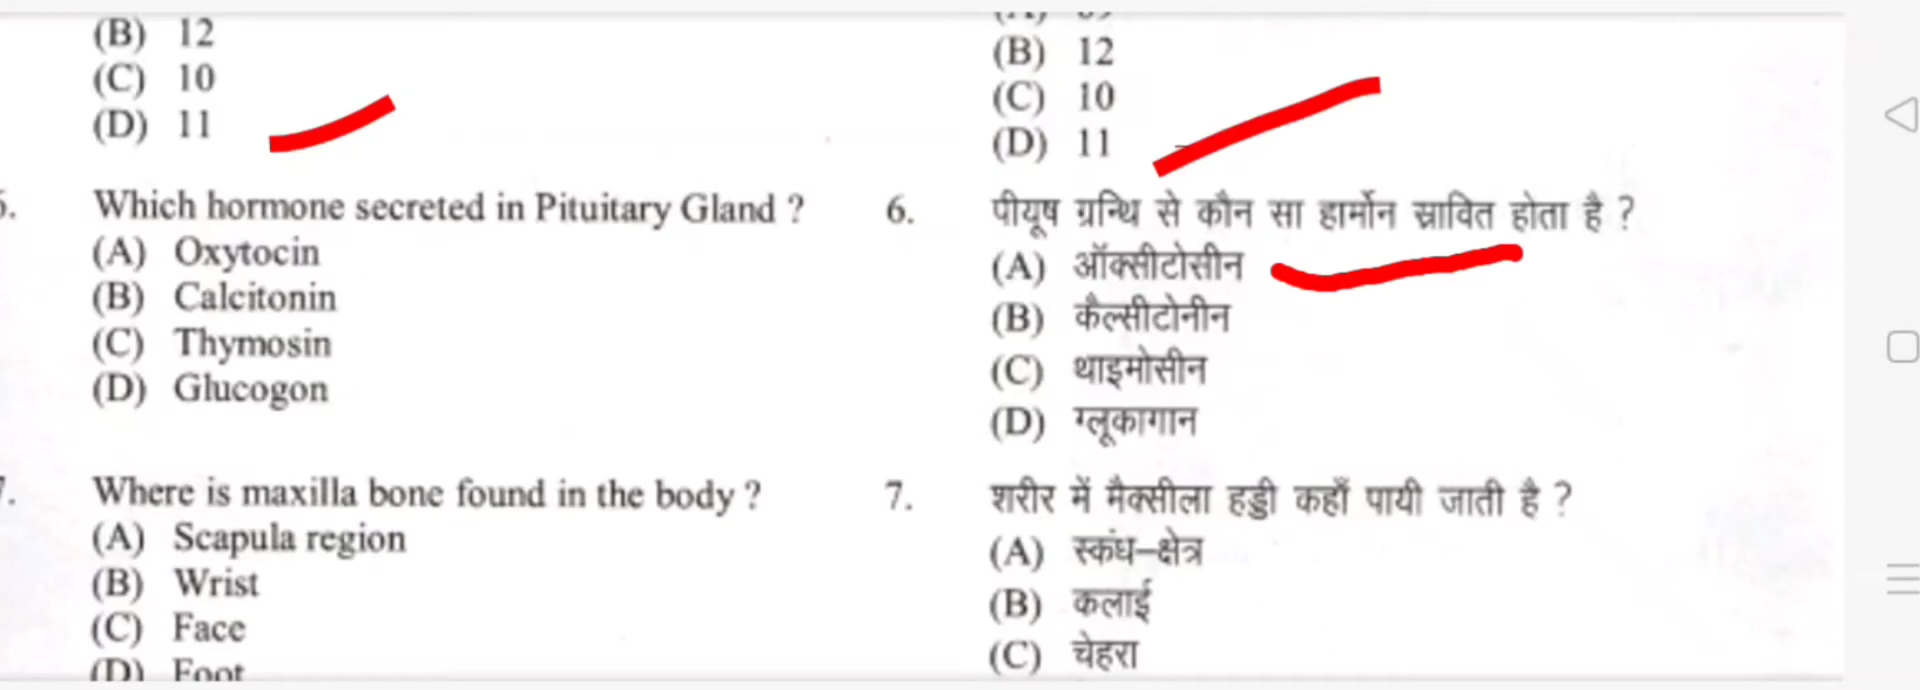 (B) 12
(C) 10
(D) 11
Which hormone secreted in Pituitary Gland ?
(A) Oxytocin
(B) Calcitonin
(C) Thymosin
(D) Glucogon
Where is maxilla bone found in the body ?
(A) Scapula region
(B) Wrist
(C) Face
(D) Foot
(B) 12
(C) 10
(D) 11
6. पीयूष ग्रन्थि से कौन सा हार्मोन स्रावित होता है ?
(A) ऑक्सीटोसीन
(B) कैल्सीटोनीन
(C) थाइमोसीन
(D) ग्लूकागान
7. शरीर में मैक्सीला हड्डी कहाँ पायी जाती है ?
(A) स्कंध–क्षेत्र
(B) कलाई
(C) चेहरा